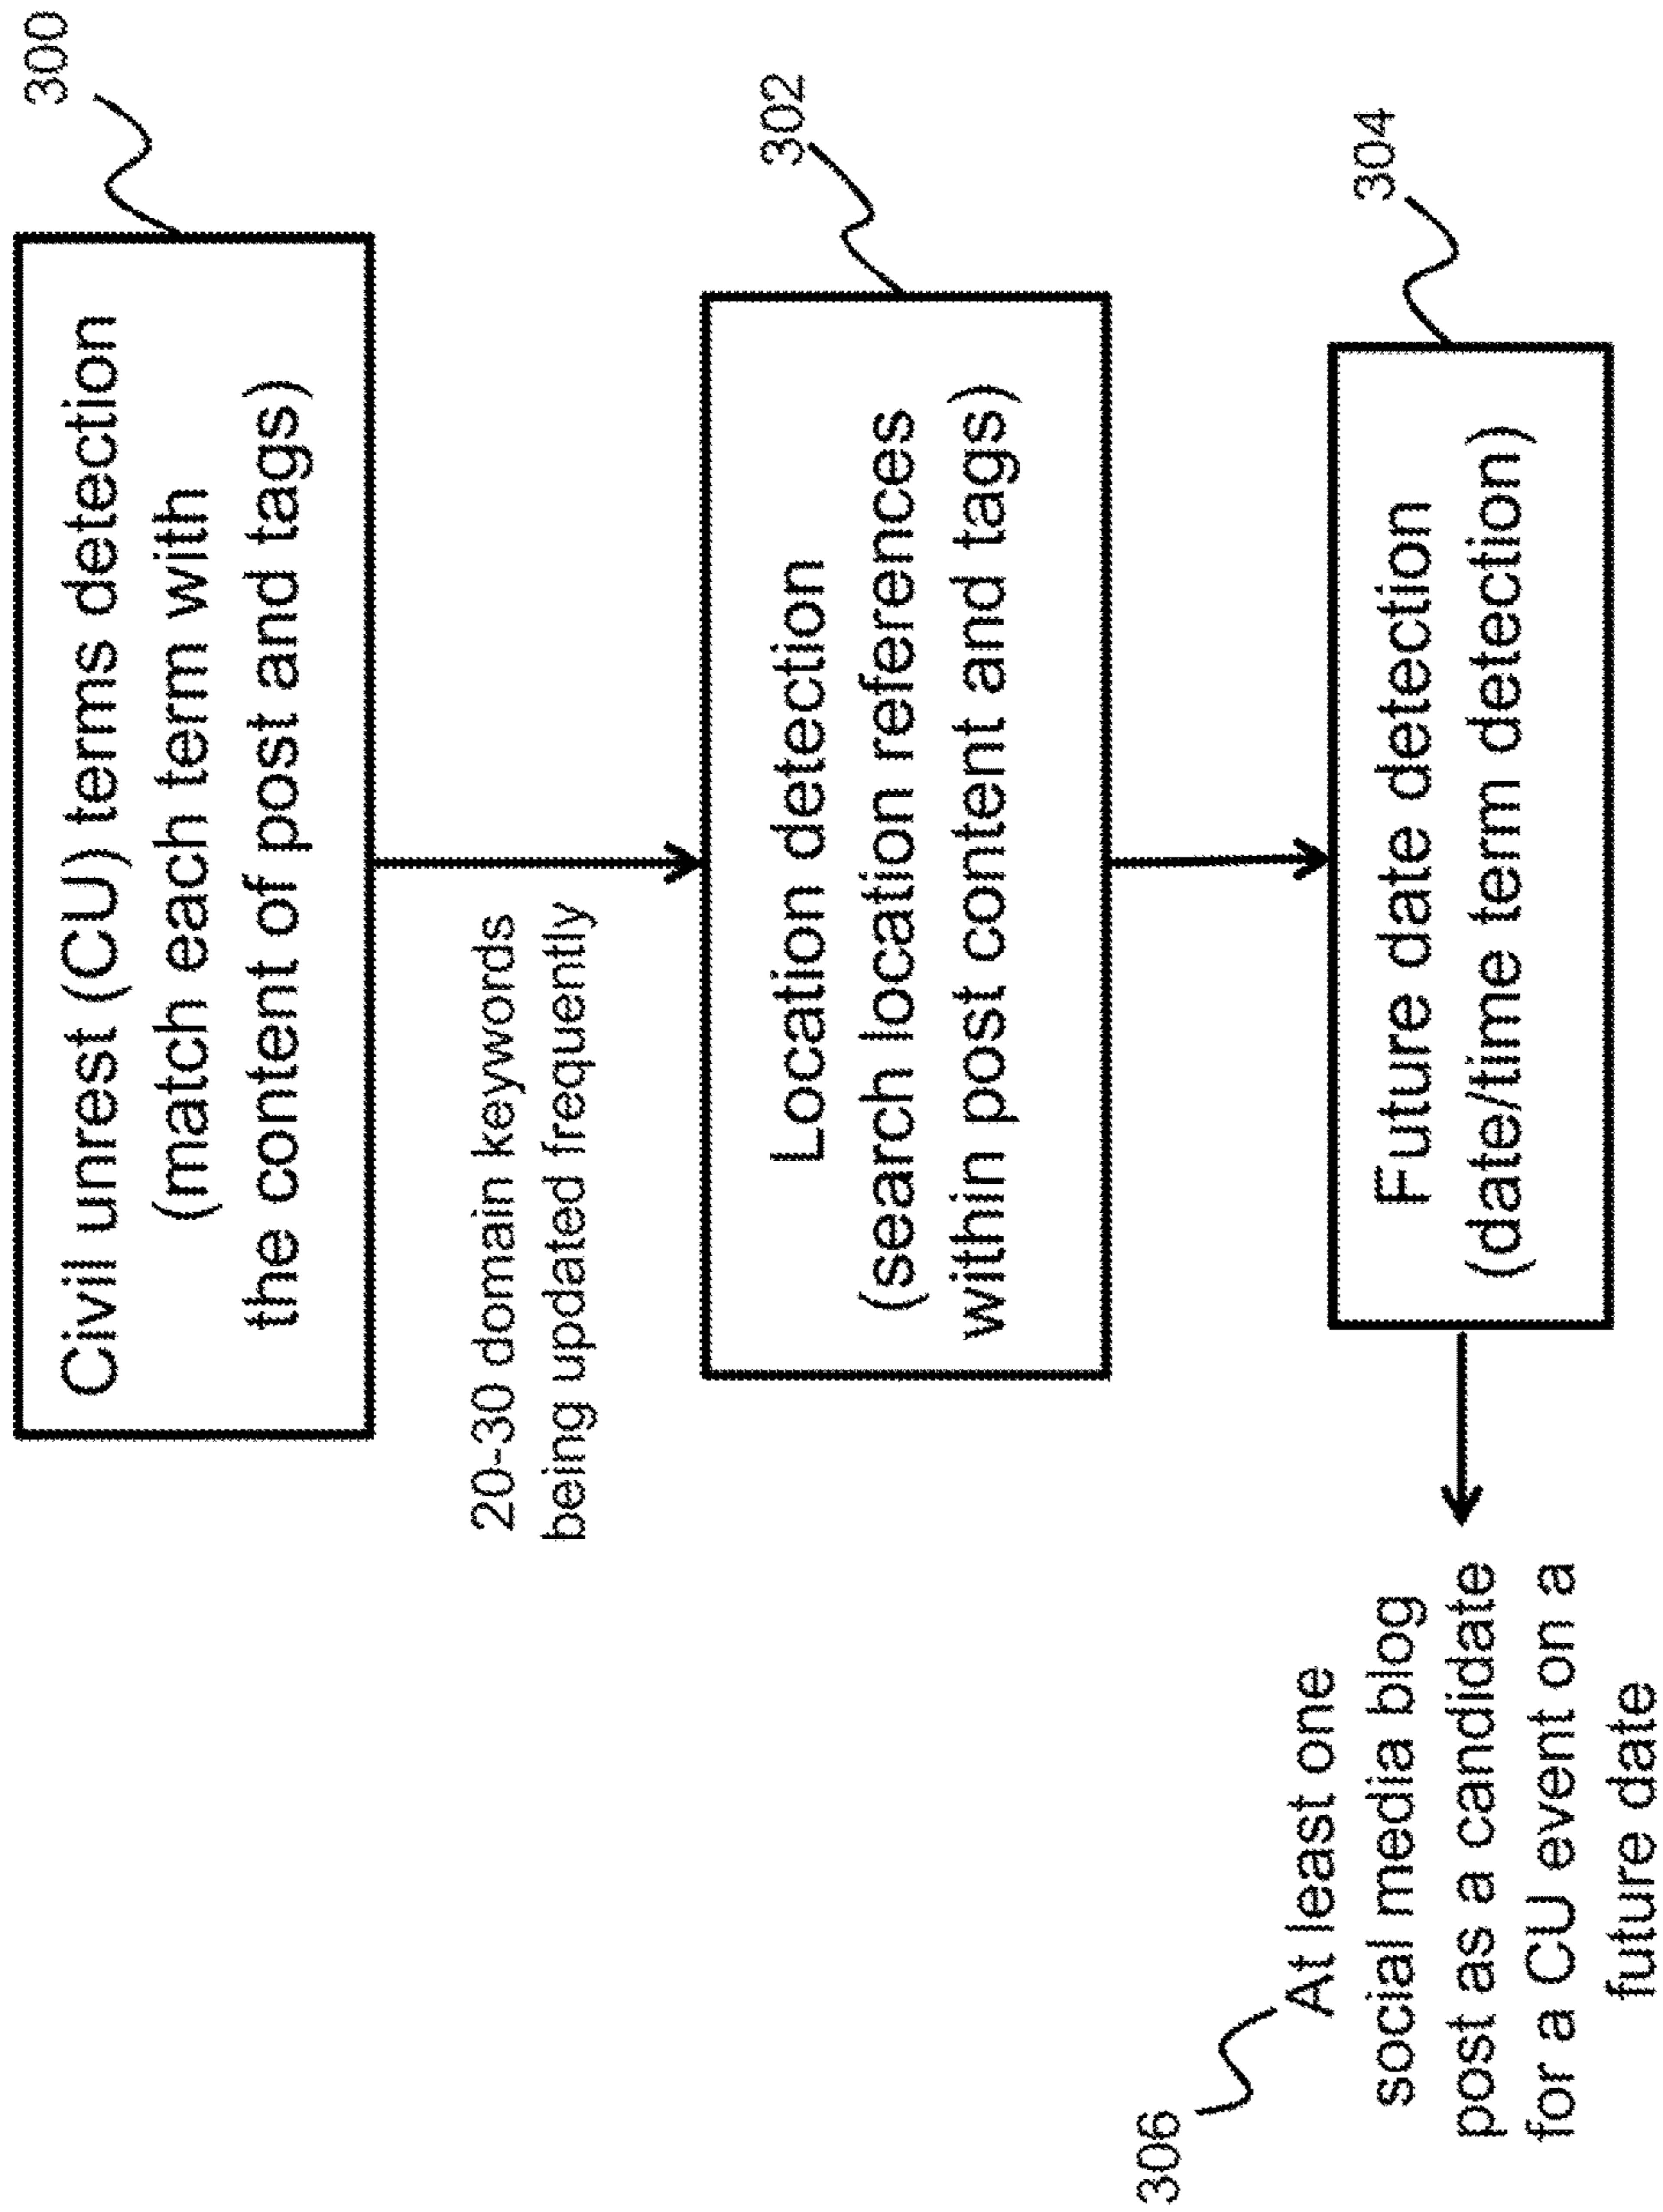 300
Civil unrest (CU) terms detection
(match each term with
the content of post and tags)
20-30 domain keywords
being updated frequently
302
Location detection
(search location references
within post content and tags)
304
Future date detection
(date/time term detection)
306
At least one
social media blog
post as a candidate
for a CU event on a
future date